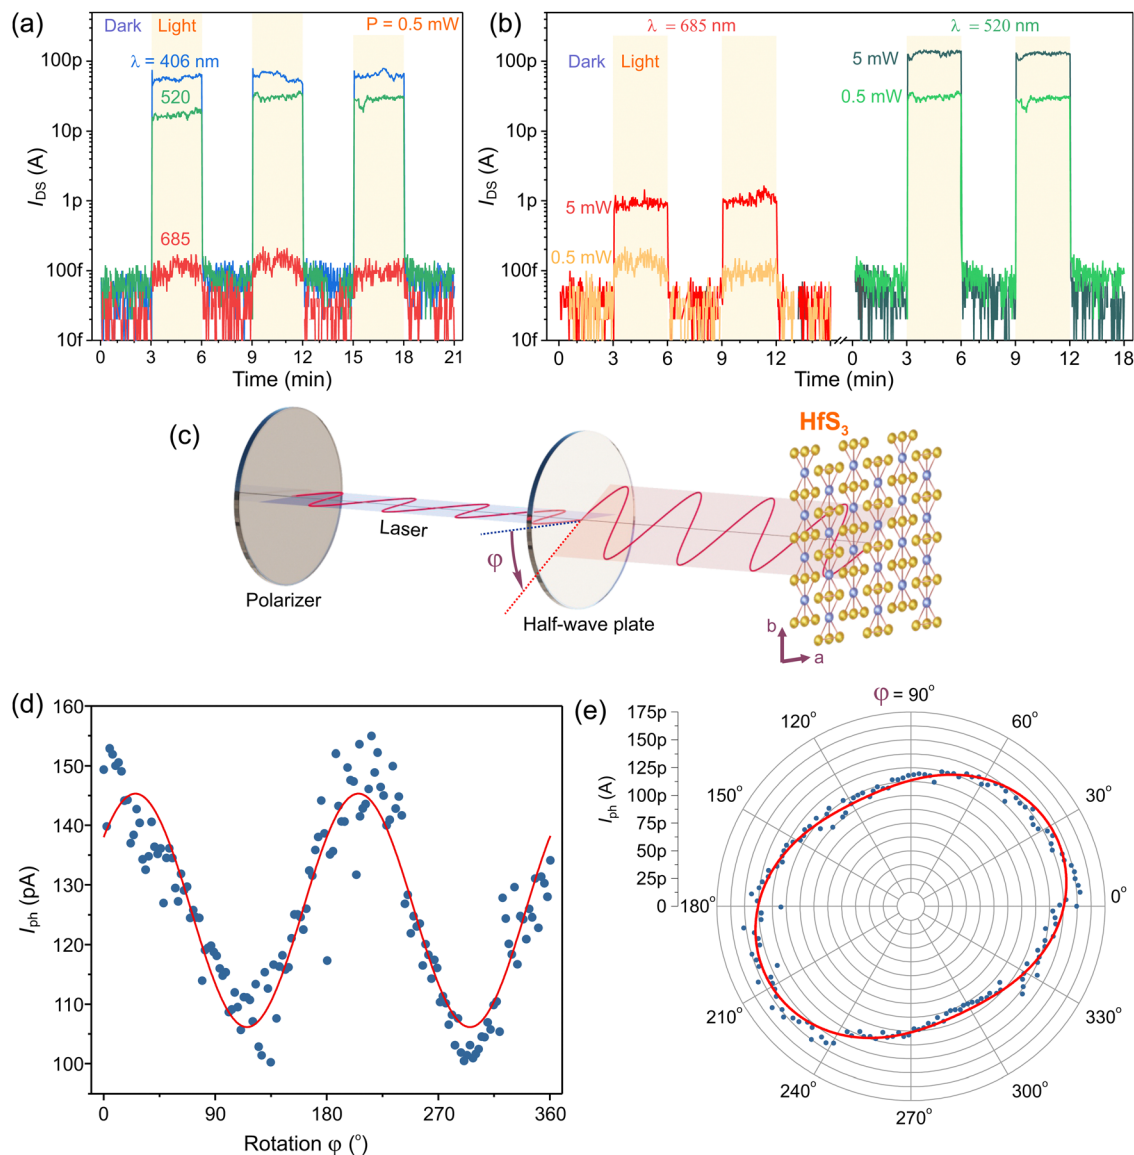 (a)
Dark Light P = 0.5 mW
λ = 406 nm
520
685
100p
10p
1p
100f
10f
I_DS (A)
0 3 6 9 12 15 18 21
Time (min)
(b)
λ = 685 nm
λ = 520 nm
Dark Light
5 mW
0.5 mW
5 mW
0.5 mW
100p
10p
1p
100f
10f
I_DS (A)
0 3 6 9 12 0 3 6 9 12 18
Time (min) Time (min)
(c)
HfS₃
Laser
φ
Polarizer
Half-wave plate
b
a
(d)
160
150
140
130
120
110
100
I_ph (pA)
0 90 180 270 360
Rotation φ (°)
(e)
φ = 90°
175p
150p
125p
100p
75p
50p
25p
0
I_ph (A)
120° 60°
150° 30°
180° 0°
210° 330°
240° 300°
270°